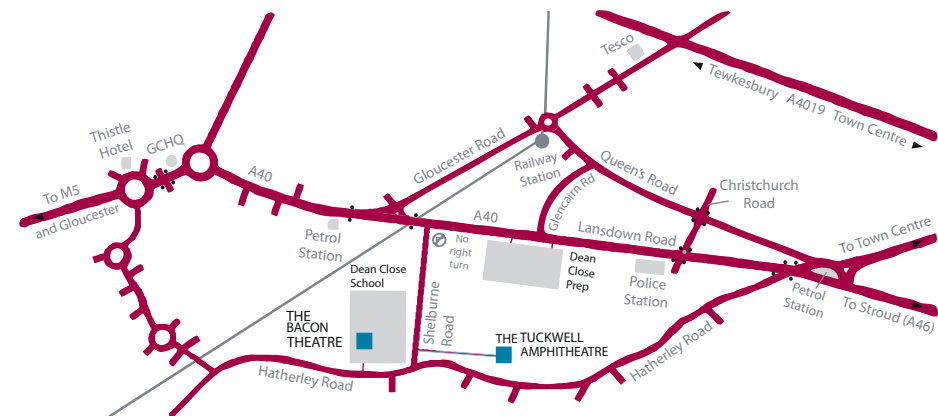 Tesco
Tewkesbury A4019 Town Centre
Thistle
Hotel
GCHQ
A40
Gloucester Road
Railway
Station
Queen's Road
Christchurch
Road
To M5
and Gloucester
Glencairn Rd
A40
Lansdown Road
To Town Centre
Petrol
Station
No
right
turn
Dean
Close
Prep
Police
Station
Petrol
Station
To Stroud (A46)
Dean Close
School
Shelburne
Road
THE
BACON
THEATRE
THE TUCKWELL
AMPHITHEATRE
Hatherley Road
Hatherley Road